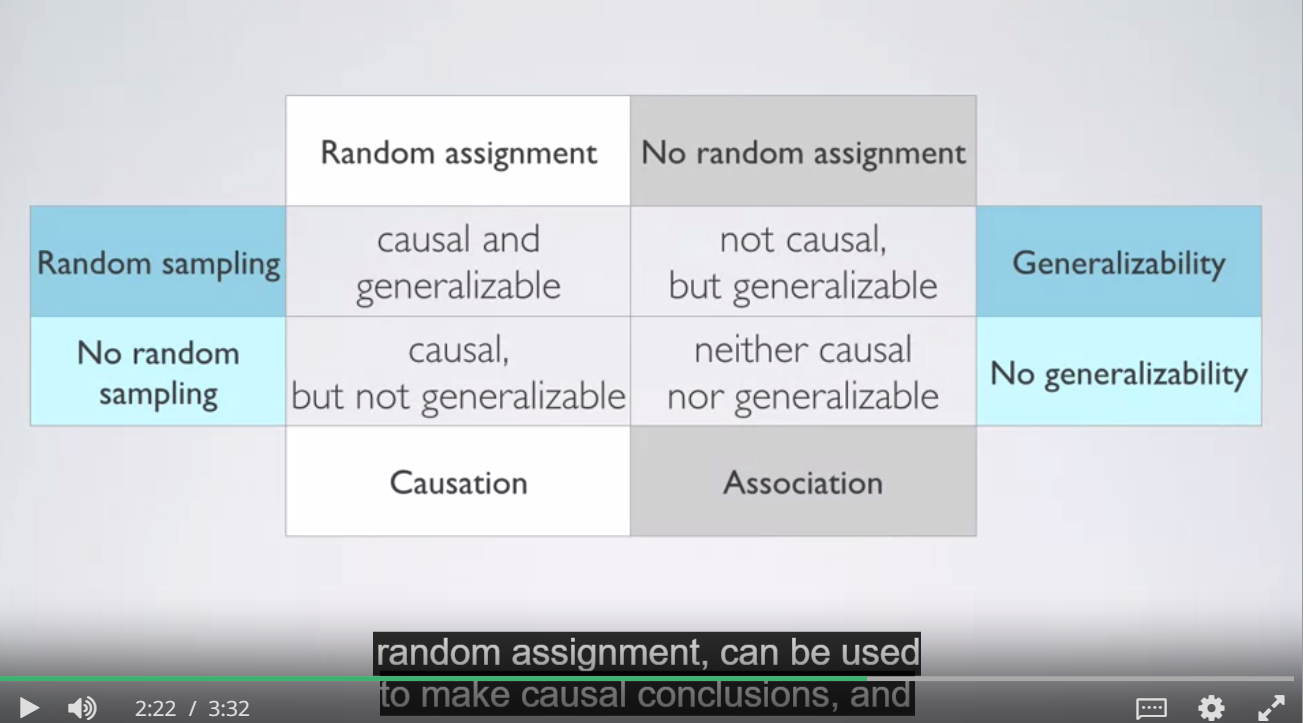 Random assignment
No random assignment
Random sampling
causal and
generalizable
not causal,
but generalizable
Generalizability
No random
sampling
causal,
but not generalizable
neither causal
nor generalizable
No generalizability
Causation
Association
random assignment, can be used
to make causal conclusions, and
2:22 / 3:32